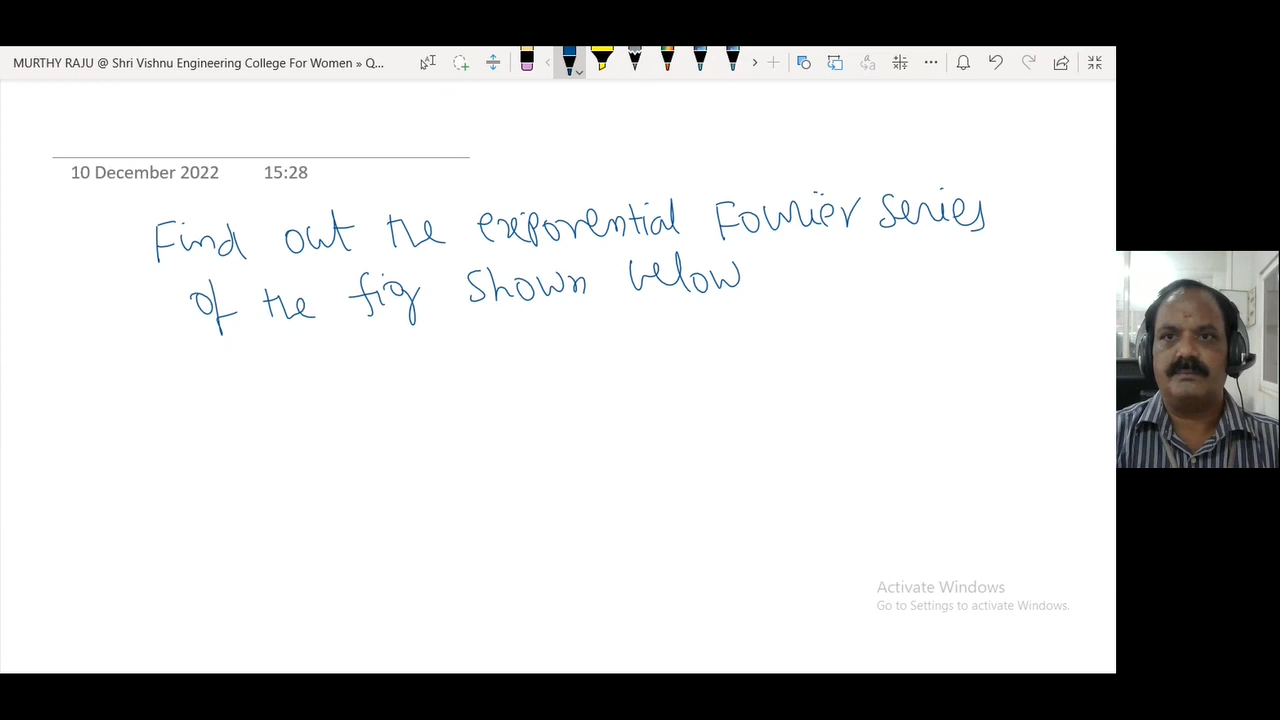 MURTHY RAJU @ Shri Vishnu Engineering College For Women » Q...
10 December 2022 15:28
Find out the exponential Fourier series
of the fig shown below
Activate Windows
Go to Settings to activate Windows.